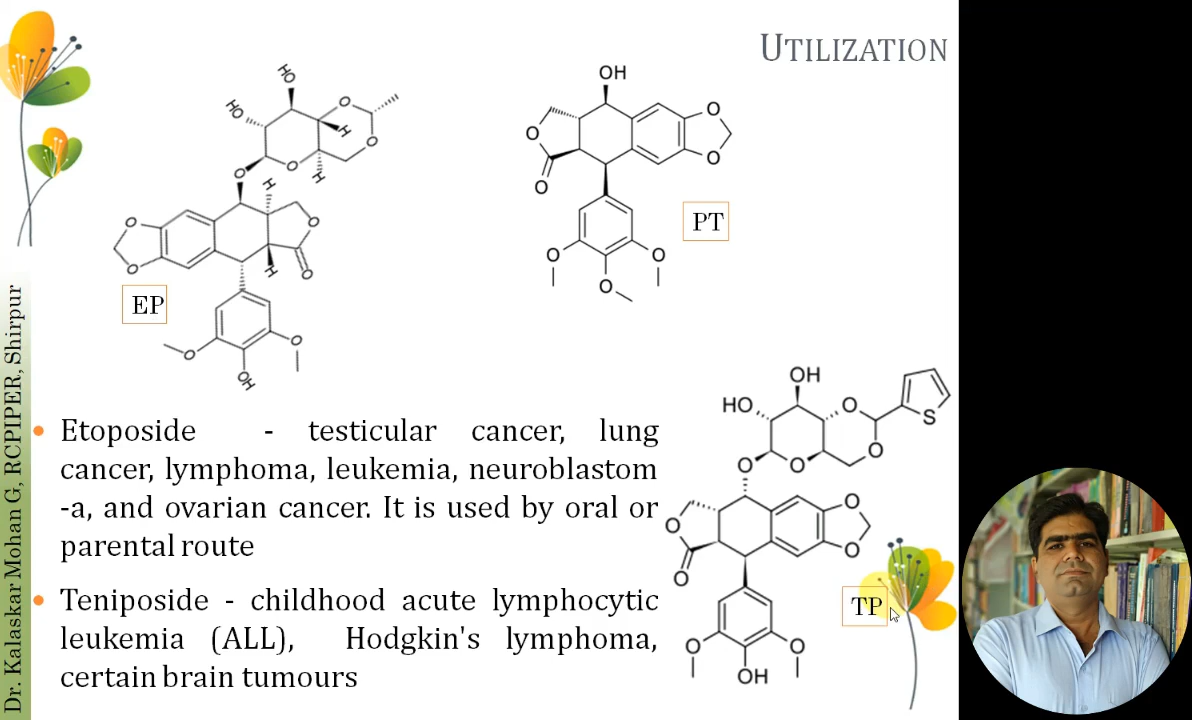 UTILIZATION
EP
PT
TP
• Etoposide - testicular cancer, lung
cancer, lymphoma, leukemia, neuroblastom
-a, and ovarian cancer. It is used by oral or
parental route
• Teniposide - childhood acute lymphocytic
leukemia (ALL), Hodgkin's lymphoma,
certain brain tumours
Dr. Kalaskar Mohan G, RCPIPER, Shirpur
HO
HO
O
O
O
O
H
H
H
H
O
O
O
O
O
O
OH
OH
O
O
O
O
O
O
O
OH
HO
O
O
S
O
O
O
O
O
O
O
O
OH